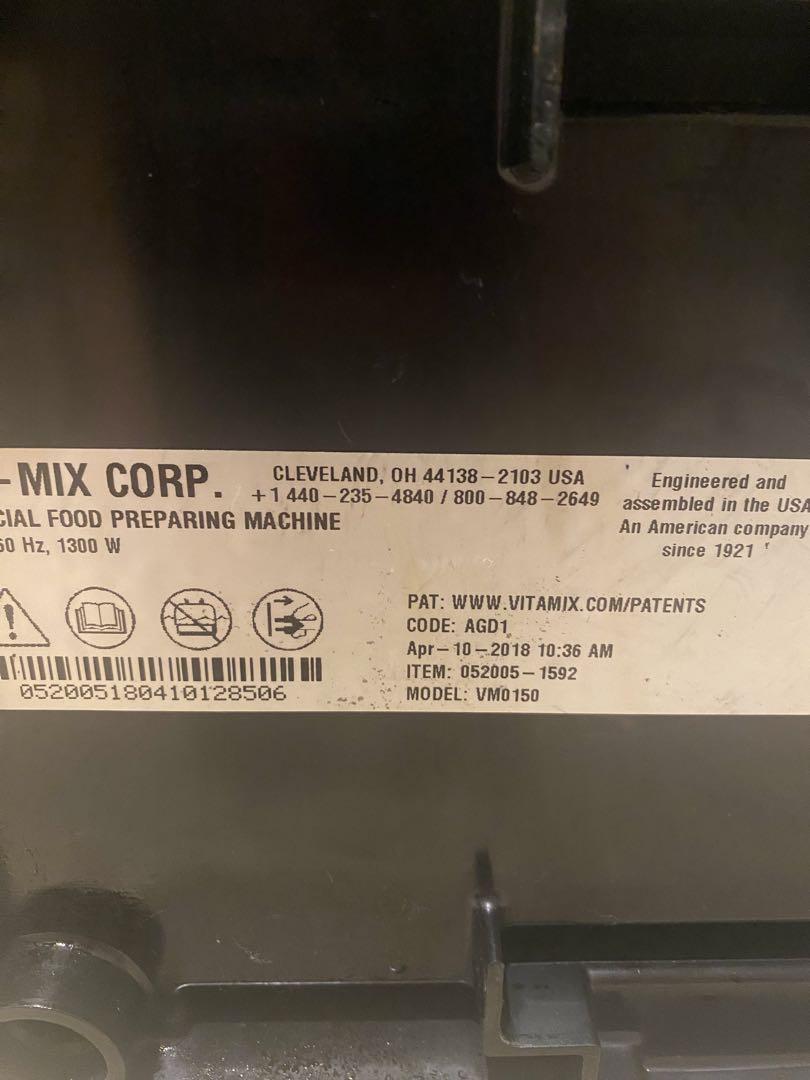 -MIX CORP.
CLEVELAND, OH 44138-2103 USA
+1 440-235-4840 / 800-848-2649
CIAL FOOD PREPARING MACHINE
Hz, 1300 W
Engineered and
assembled in the USA
An American company
since 1921
PAT: WWW.VITAMIX.COM/PATENTS
CODE: AGD1
Apr-10-2018 10:36 AM
ITEM: 052005-1592
MODEL: VM0150
052005180410128506